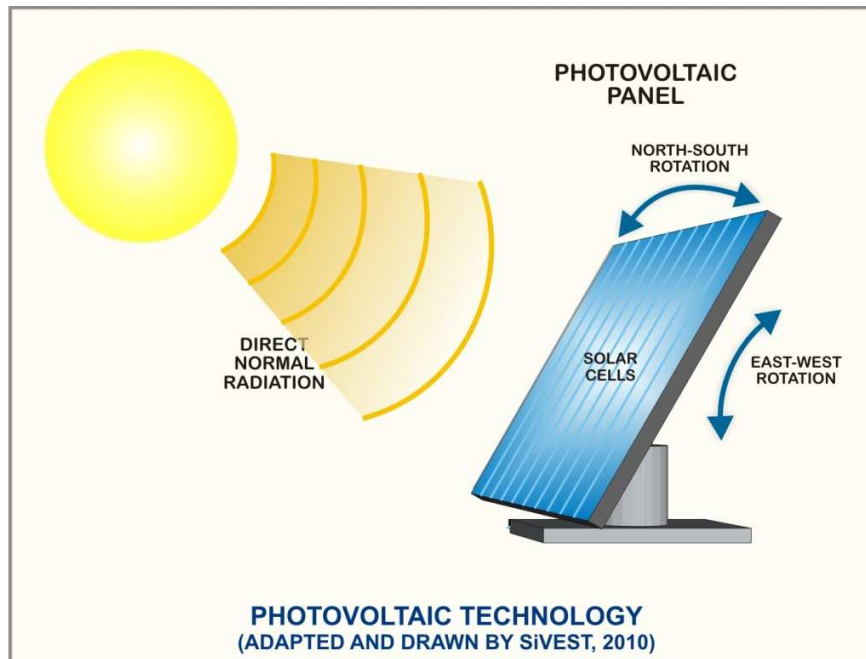 PHOTOVOLTAIC
PANEL
NORTH-SOUTH
ROTATION
DIRECT
NORMAL
RADIATION
SOLAR
CELLS
EAST-WEST
ROTATION
PHOTOVOLTAIC TECHNOLOGY
(ADAPTED AND DRAWN BY SiVEST, 2010)